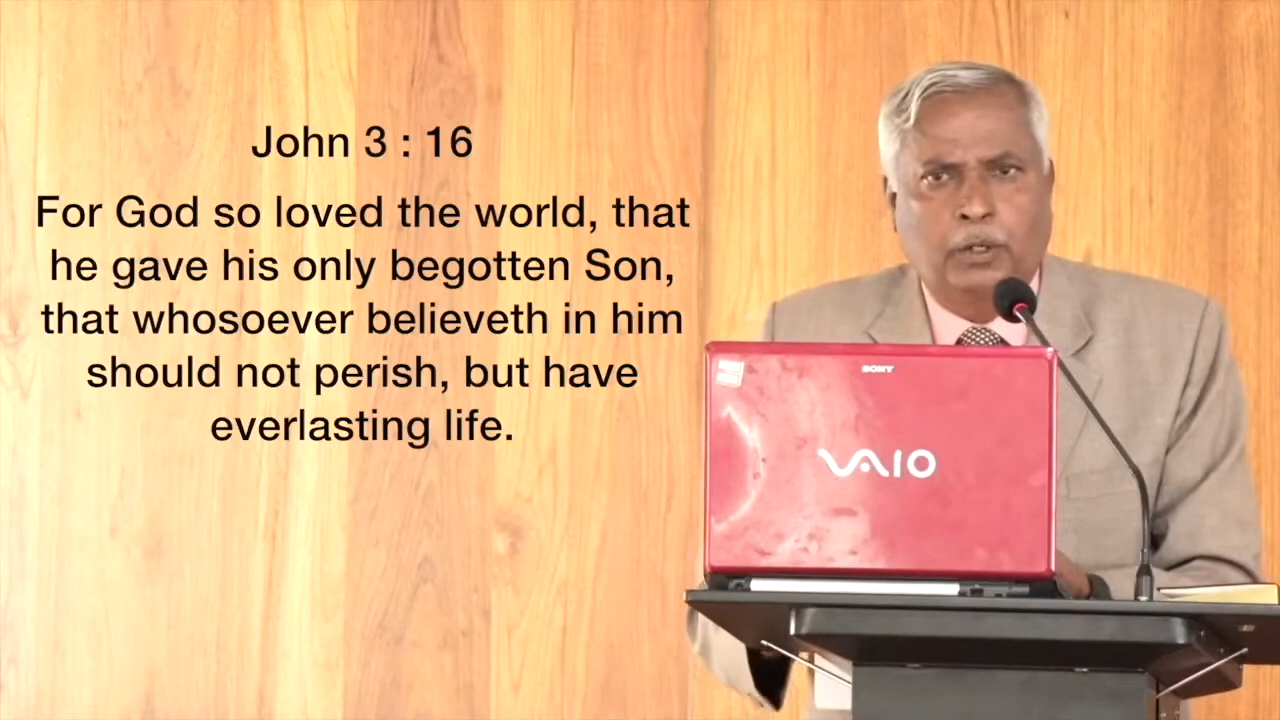 John 3 : 16
For God so loved the world, that
he gave his only begotten Son,
that whosoever believeth in him
should not perish, but have
everlasting life.
SONY
VAIO